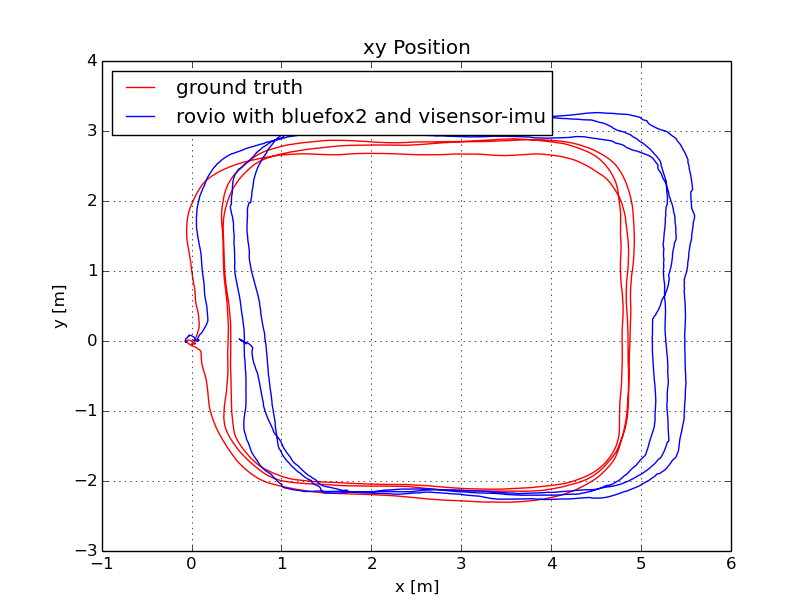 xy Position
ground truth
rovio with bluefox2 and visensor-imu
4
3
2
1
0
−1
−2
−3
y [m]
−1 0 1 2 3 4 5 6
x [m]